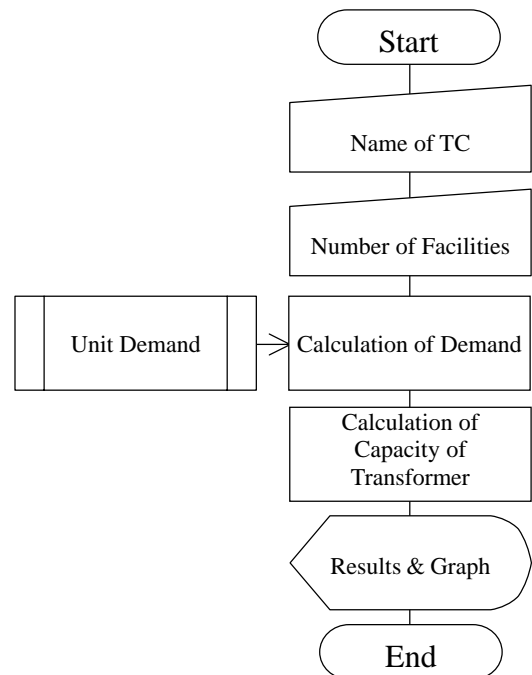 Start
Name of TC
Number of Facilities
Unit Demand
Calculation of Demand
Calculation of
Capacity of
Transformer
Results & Graph
End